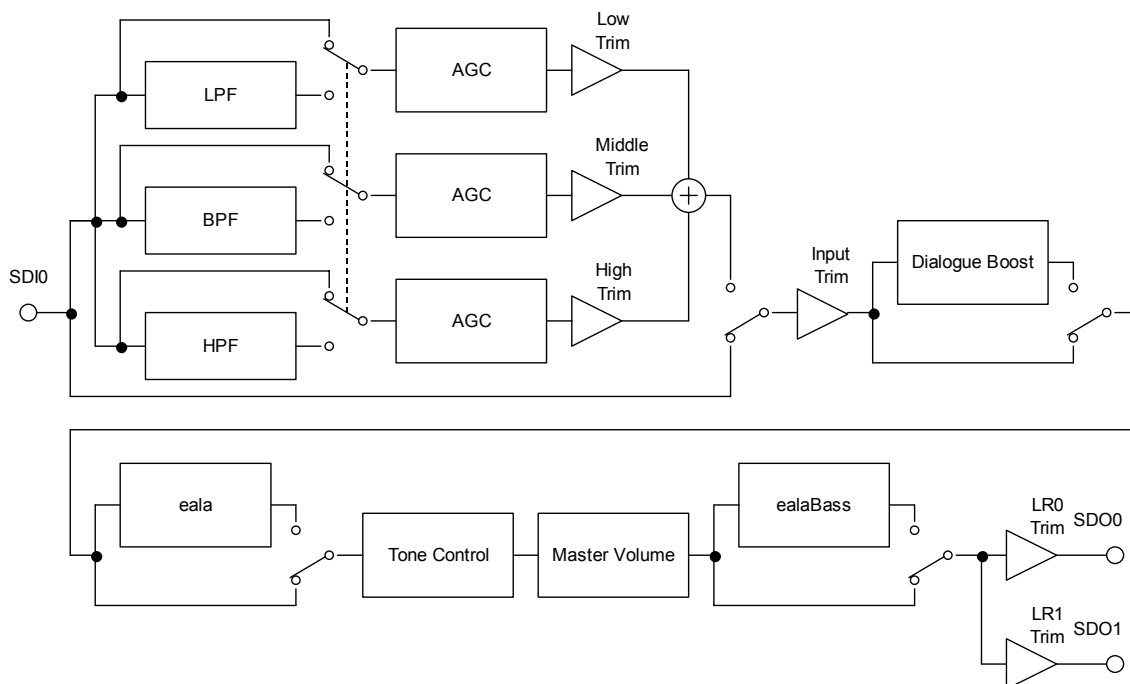 Low
Trim
LPF
AGC
Middle
Trim
BPF
AGC
High
Trim
HPF
AGC
SDI0
Input
Trim
Dialogue Boost
eala
Tone Control
Master Volume
ealaBass
LR0
Trim
SDO0
LR1
Trim
SDO1